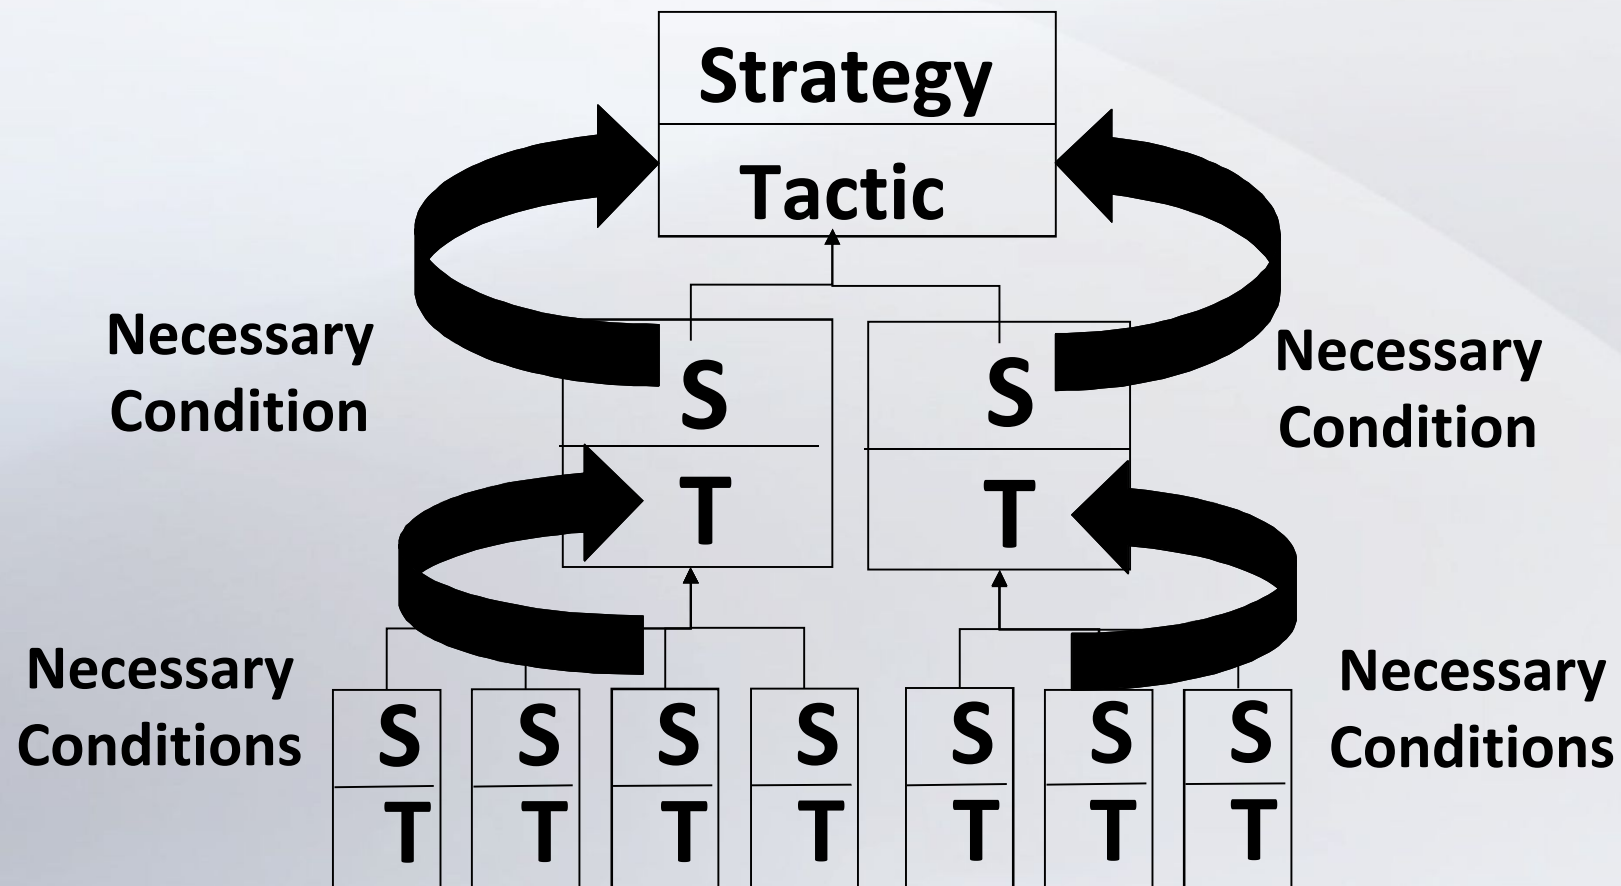 Strategy
Tactic
Necessary
Condition
S
S
Necessary
Condition
T
T
Necessary
Conditions
S
S
S
S
S
S
S
Necessary
Conditions
T
T
T
T
T
T
T